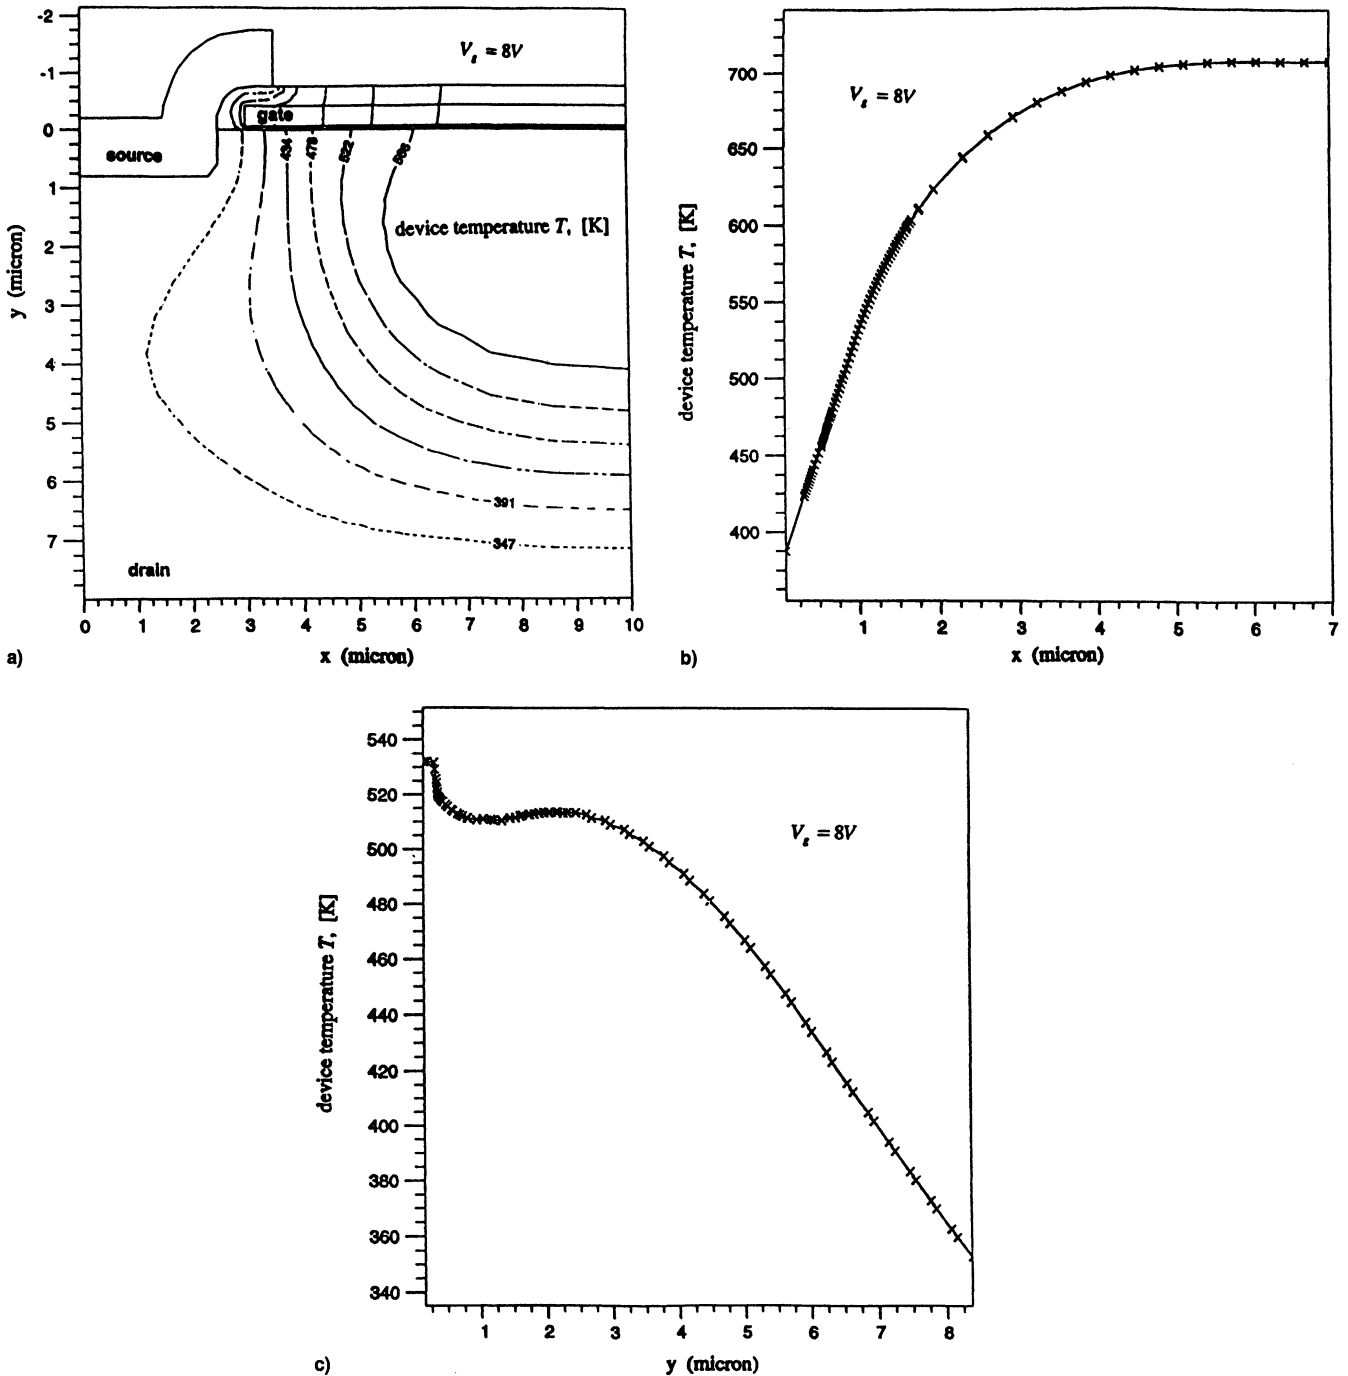 -2
-1
0
1
2
3
4
5
6
7
y (micron)
V_g = 8V
gate
source
434
478
522
566
device temperature T, [K]
391
347
drain
0 1 2 3 4 5 6 7 8 9 10
x (micron)
a)
700
650
600
550
500
450
400
device temperature T, [K]
V_g = 8V
1 2 3 4 5 6 7
x (micron)
b)
540
520
500
480
460
440
420
400
380
360
340
device temperature T, [K]
V_g = 8V
1 2 3 4 5 6 7 8
y (micron)
c)